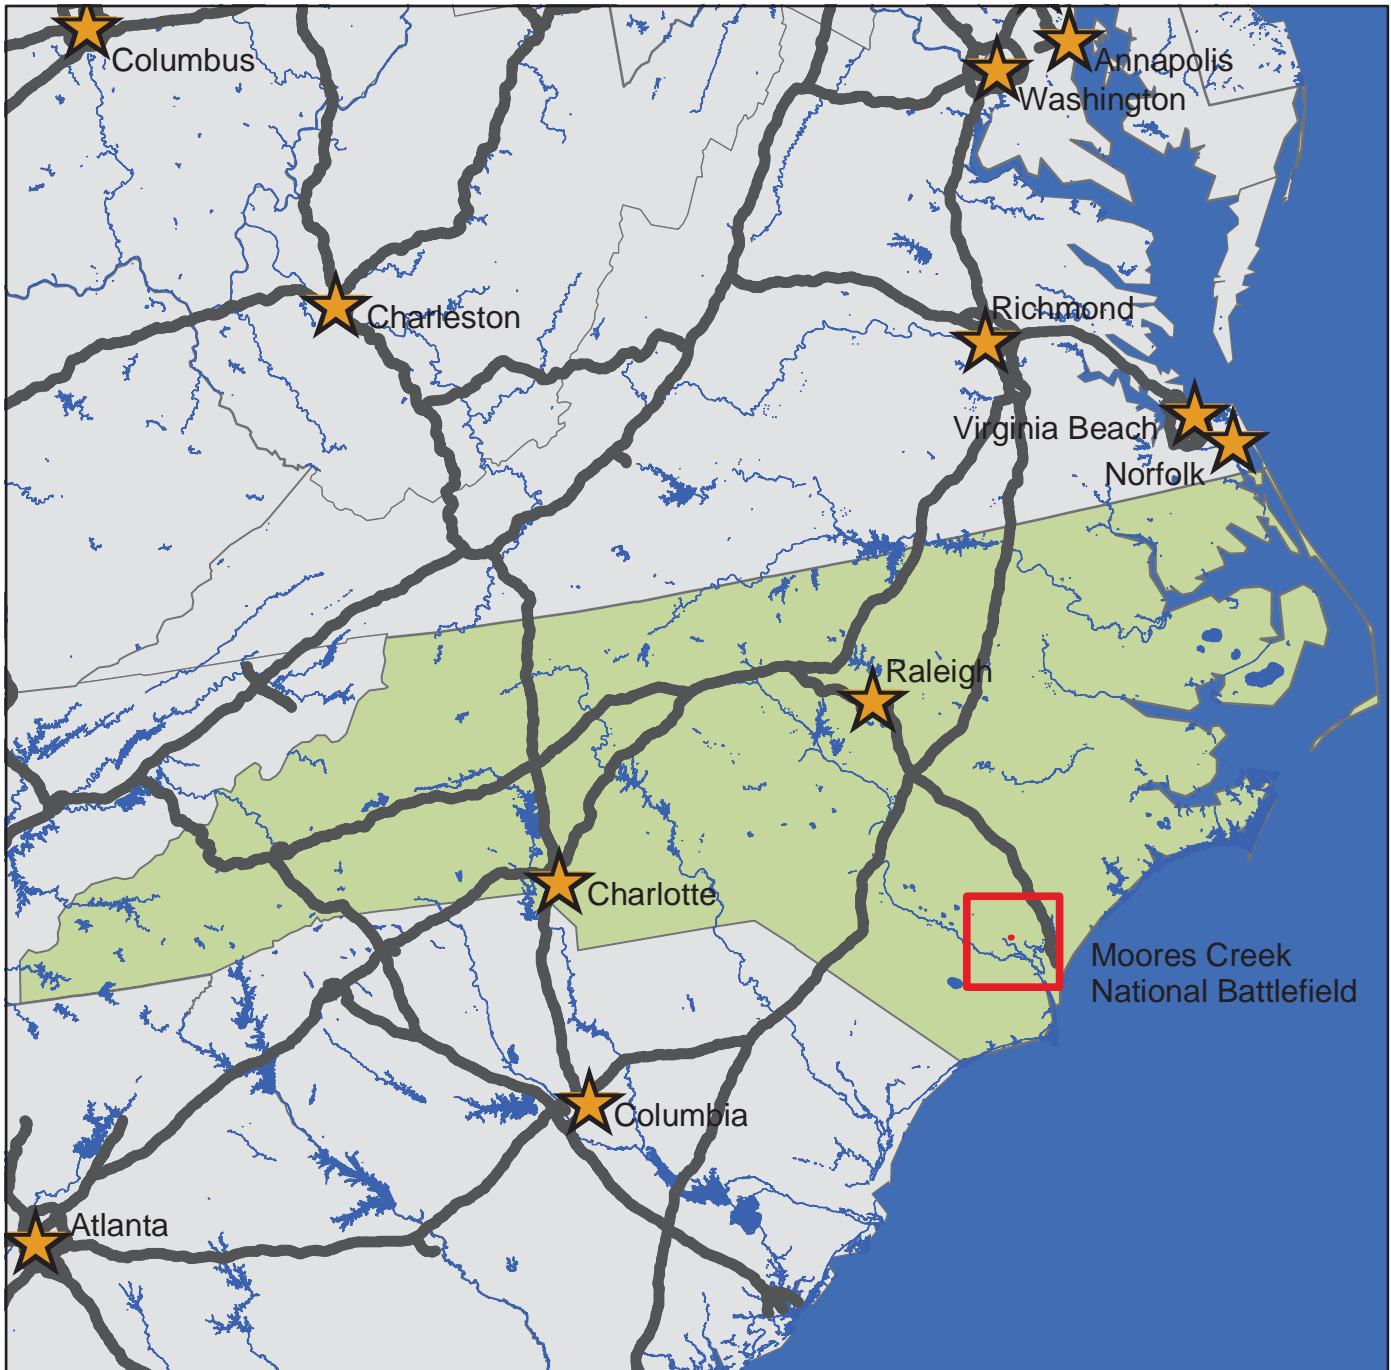 Columbus
Annapolis
Washington
Charleston
Richmond
Virginia Beach
Norfolk
Raleigh
Charlotte
Moores Creek
National Battlefield
Columbia
Atlanta